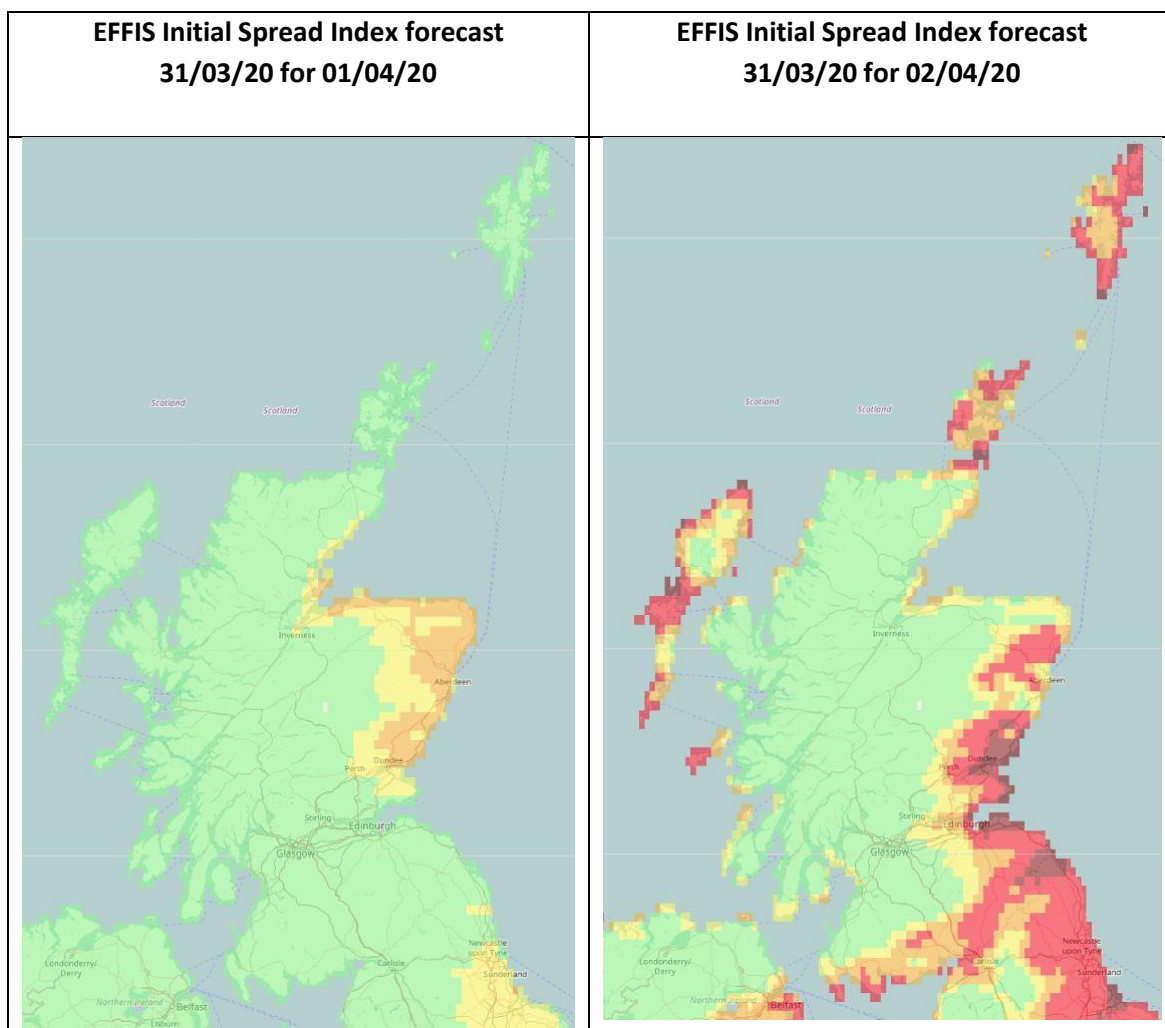 EFFIS Initial Spread Index forecast
31/03/20 for 01/04/20
EFFIS Initial Spread Index forecast
31/03/20 for 02/04/20
Scotland
Scotland
Inverness
Aberdeen
Dundee
Perth
Stirling
Edinburgh
Glasgow
Newcastle
upon Tyne
Sunderland
Carlisle
Londonderry/
Derry
Northern Ireland
Belfast
Lisburn
Scotland
Scotland
Inverness
Aberdeen
Dundee
Perth
Stirling
Edinburgh
Glasgow
Newcastle
upon Tyne
Sunderland
Carlisle
Londonderry/
Derry
Northern Ireland
Belfast